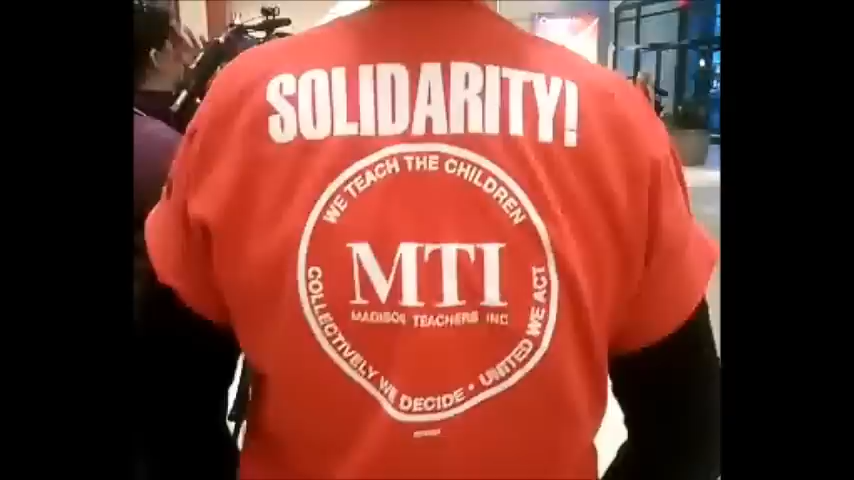 SOLIDARITY!
WE TEACH THE CHILDREN
MTI
MADISON TEACHERS INC
COLLECTIVELY WE DECIDE • UNITED WE ACT